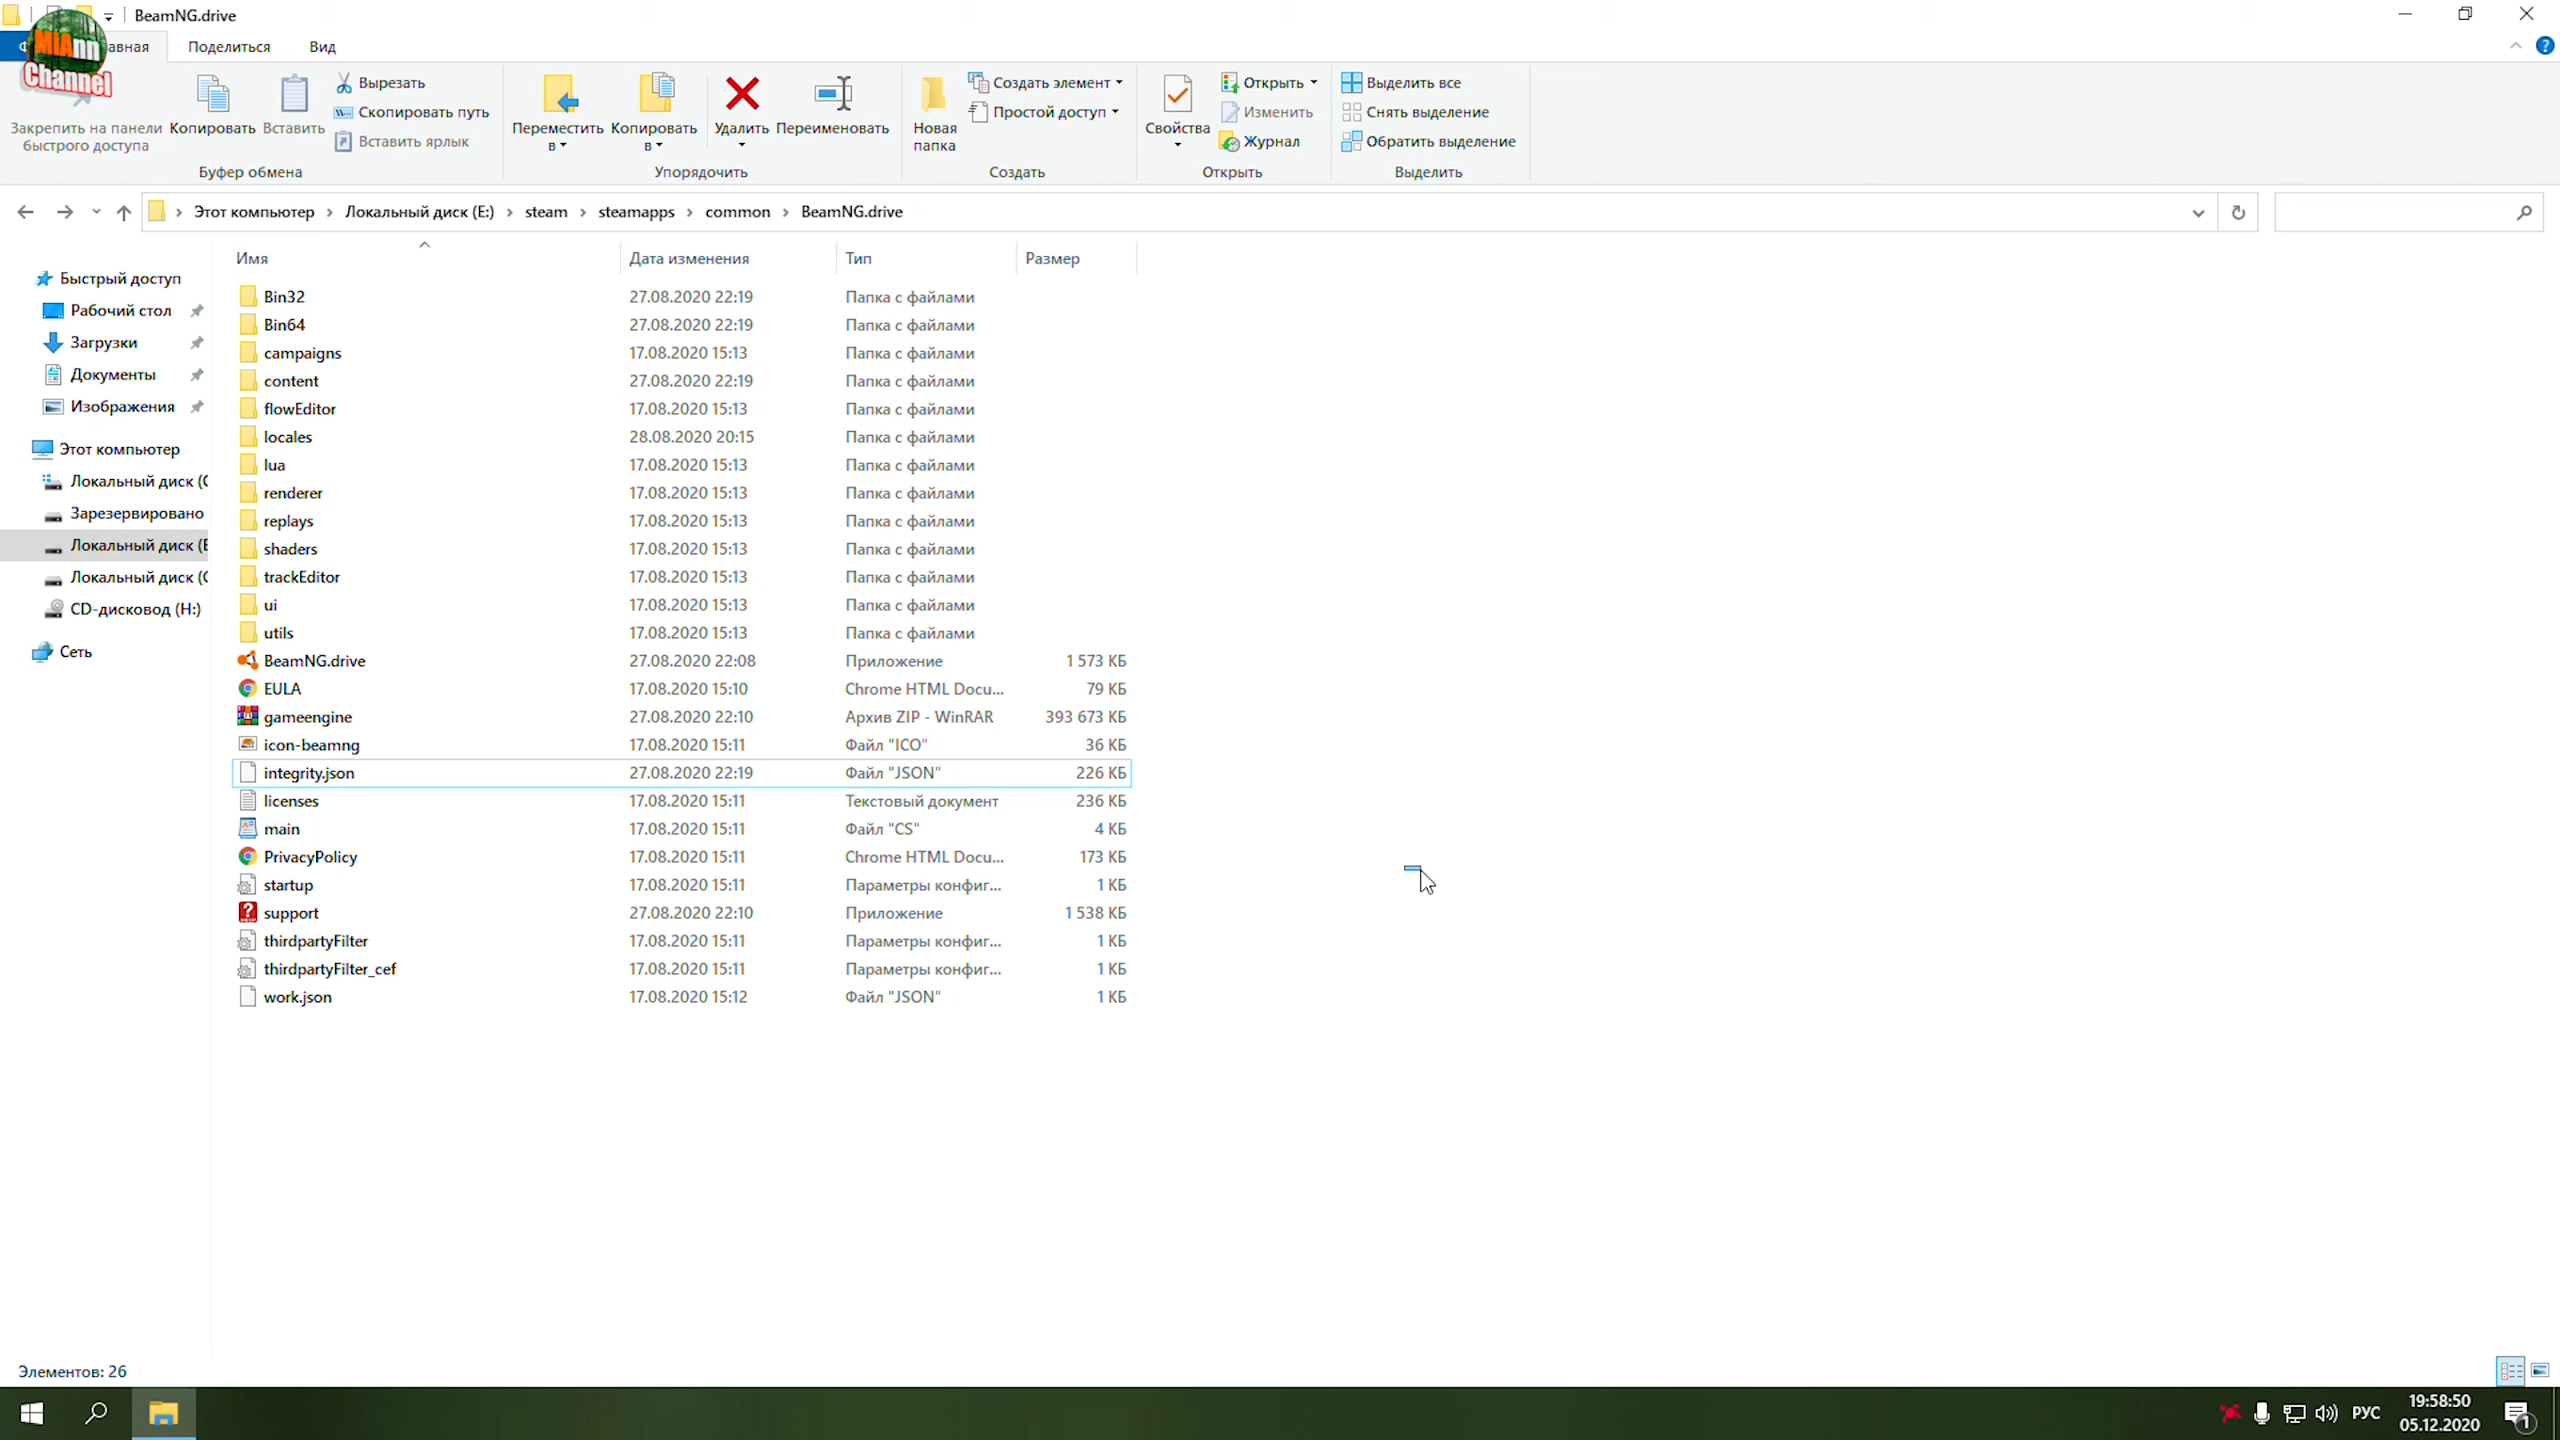 BeamNG.drive
MiAnn
Channel
Поделиться
Вид
Закрепить на панели
быстрого доступа
Копировать
Вставить
Вырезать
Скопировать путь
Вставить ярлык
Буфер обмена
Переместить
в
Копировать
в
Удалить
Переименовать
Упорядочить
Новая
папка
Создать элемент
Простой доступ
Создать
Свойства
Открыть
Изменить
Журнал
Открыть
Выделить все
Снять выделение
Обратить выделение
Выделить
Этот компьютер > Локальный диск (E:) > steam > steamapps > common > BeamNG.drive
Быстрый доступ
Рабочий стол
Загрузки
Документы
Изображения
Этот компьютер
Локальный диск (
Зарезервировано
Локальный диск (
Локальный диск (
CD-дисковод (H:)
Сеть
Имя Дата изменения Тип Размер
Bin32 27.08.2020 22:19 Папка с файлами
Bin64 27.08.2020 22:19 Папка с файлами
campaigns 17.08.2020 15:13 Папка с файлами
content 27.08.2020 22:19 Папка с файлами
flowEditor 17.08.2020 15:13 Папка с файлами
locales 28.08.2020 20:15 Папка с файлами
lua 17.08.2020 15:13 Папка с файлами
renderer 17.08.2020 15:13 Папка с файлами
replays 17.08.2020 15:13 Папка с файлами
shaders 17.08.2020 15:13 Папка с файлами
trackEditor 17.08.2020 15:13 Папка с файлами
ui 17.08.2020 15:13 Папка с файлами
utils 17.08.2020 15:13 Папка с файлами
BeamNG.drive 27.08.2020 22:08 Приложение 1 573 КБ
EULA 17.08.2020 15:10 Chrome HTML Docu... 79 КБ
gameengine 27.08.2020 22:10 Архив ZIP - WinRAR 393 673 КБ
icon-beamng 17.08.2020 15:11 Файл "ICO" 36 КБ
integrity.json 27.08.2020 22:19 Файл "JSON" 226 КБ
licenses 17.08.2020 15:11 Текстовый документ 236 КБ
main 17.08.2020 15:11 Файл "CS" 4 КБ
PrivacyPolicy 17.08.2020 15:11 Chrome HTML Docu... 173 КБ
startup 17.08.2020 15:11 Параметры конфиг... 1 КБ
support 27.08.2020 22:10 Приложение 1 538 КБ
thirdpartyFilter 17.08.2020 15:11 Параметры конфиг... 1 КБ
thirdpartyFilter_cef 17.08.2020 15:11 Параметры конфиг... 1 КБ
work.json 17.08.2020 15:12 Файл "JSON" 1 КБ
Элементов: 26
РУС
19:58:50
05.12.2020
1